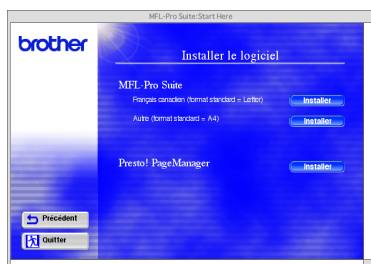 MFL-Pro Suite:Start Here
brother
Installer le logiciel
MFL-Pro Suite
Français canadien (format standard = Letter) Installer
Autre (format standard = A4) Installer
Presto! PageManager Installer
Précédent
Quitter